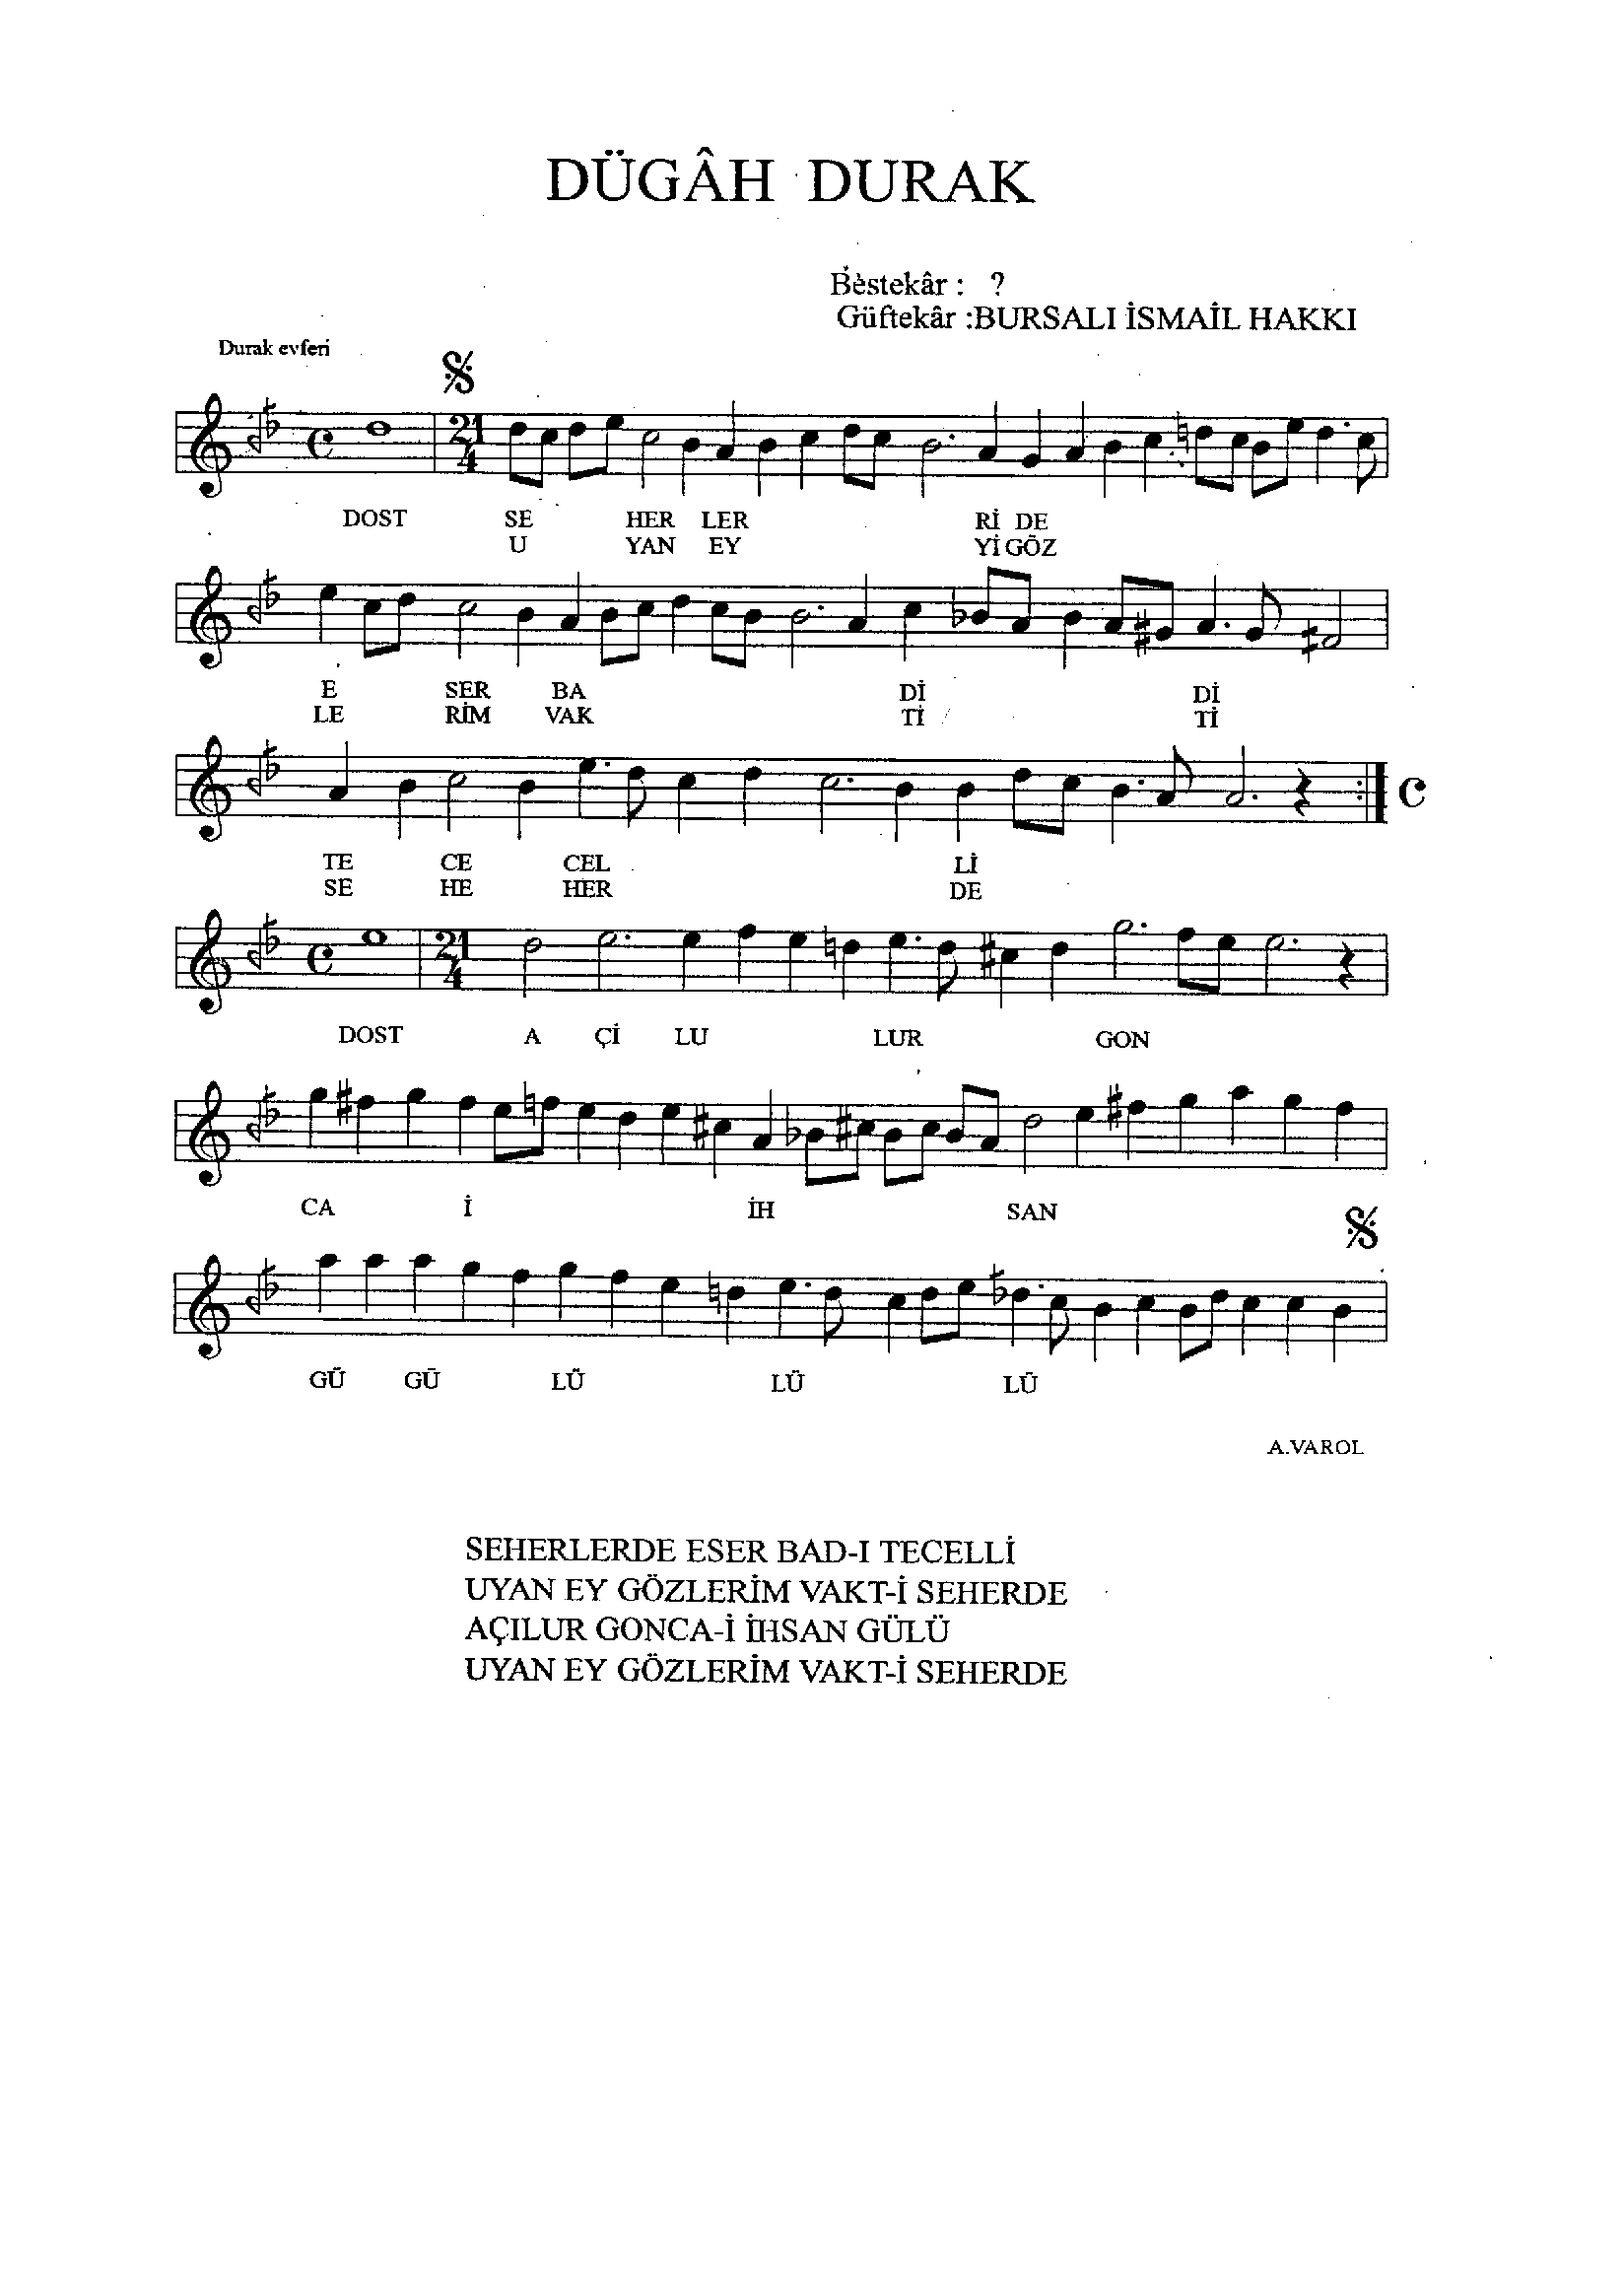 DÜGÂH DURAK
Bestekâr : ?
Güftekâr :BURSALI İSMAİL HAKKI
Durak evferi
21
4
DOST SE HER LER Rİ DE
U YAN EY Yİ GÖZ
E SER BA Dİ Dİ
LE RİM VAK Tİ Tİ
C
TE CE CEL Lİ
SE HE HER DE
21
4
DOST A Çİ LU LUR GON
CA İ İH SAN
GÜ GÜ LÜ LÜ LÜ
A.VAROL
SEHERLERDE ESER BAD-I TECELLİ
UYAN EY GÖZLERİM VAKT-İ SEHERDE
AÇILUR GONCA-İ İHSAN GÜLÜ
UYAN EY GÖZLERİM VAKT-İ SEHERDE